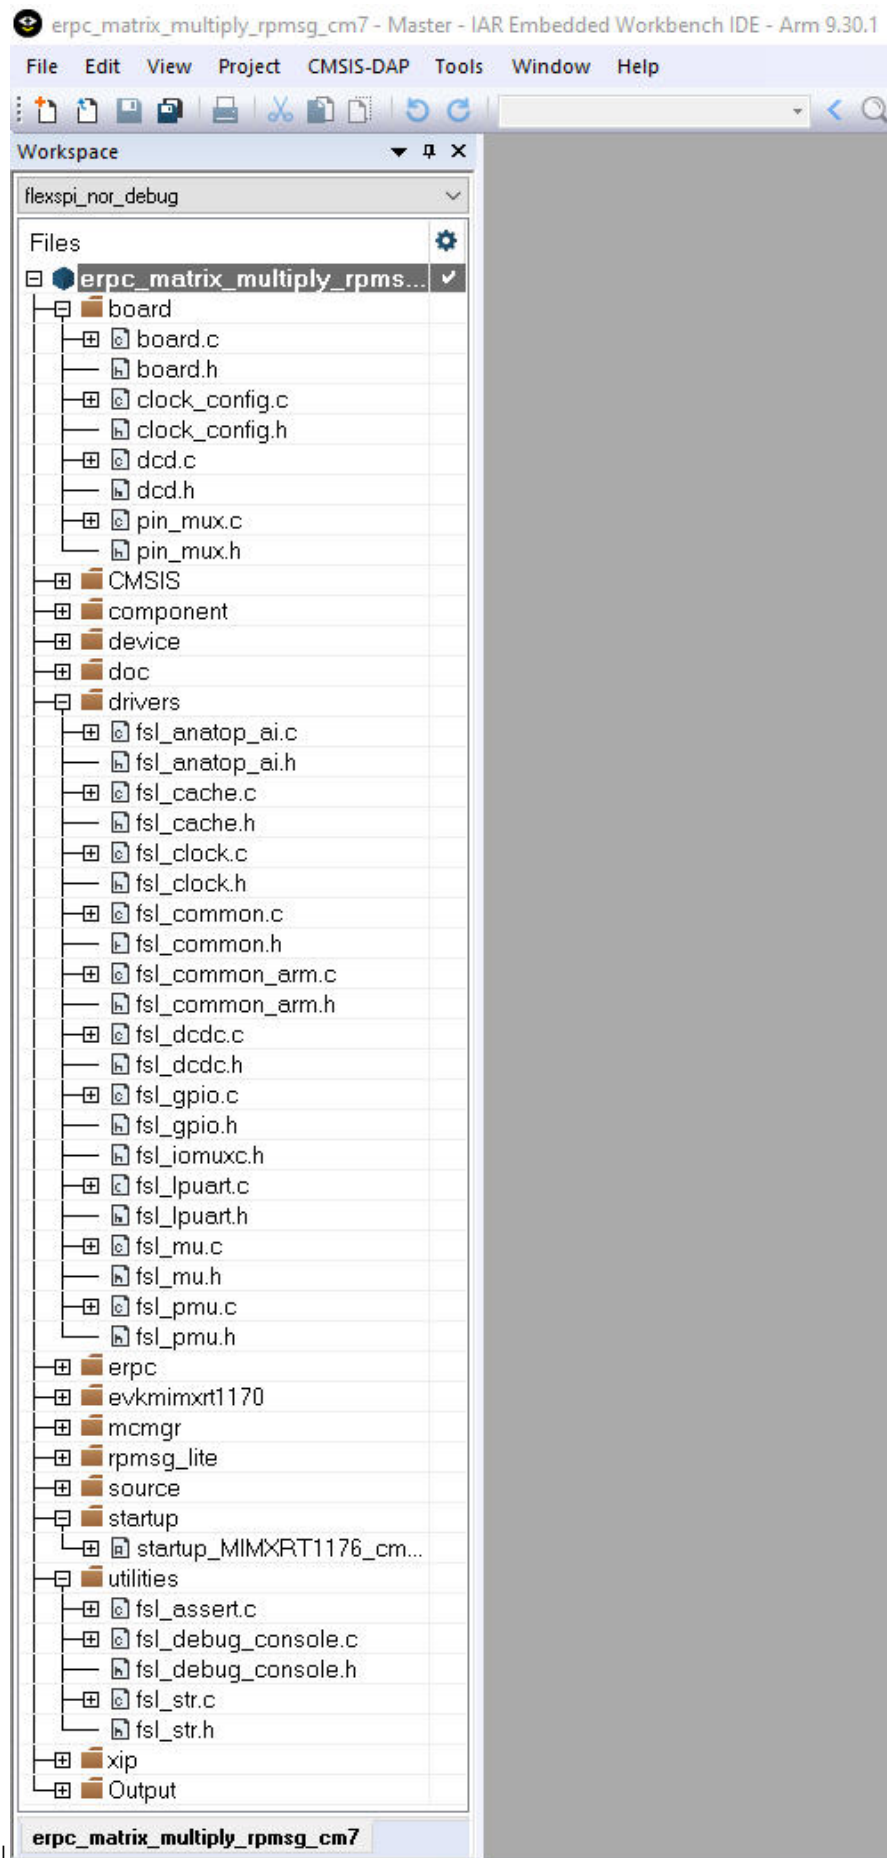 erpc_matrix_multiply_rpmsg_cm7 - Master - IAR Embedded Workbench IDE - Arm 9.30.1
File Edit View Project CMSIS-DAP Tools Window Help
Workspace
flexspi_nor_debug
Files
erpc_matrix_multiply_rpms...
board
board.c
board.h
clock_config.c
clock_config.h
dcd.c
dcd.h
pin_mux.c
pin_mux.h
CMSIS
component
device
doc
drivers
fsl_anatop_ai.c
fsl_anatop_ai.h
fsl_cache.c
fsl_cache.h
fsl_clock.c
fsl_clock.h
fsl_common.c
fsl_common.h
fsl_common_arm.c
fsl_common_arm.h
fsl_dcdc.c
fsl_dcdc.h
fsl_gpio.c
fsl_gpio.h
fsl_iomuxc.h
fsl_lpuart.c
fsl_lpuart.h
fsl_mu.c
fsl_mu.h
fsl_pmu.c
fsl_pmu.h
erpc
evkmimxrt1170
mcmgr
rpmsg_lite
source
startup
startup_MIMXRT1176_cm...
utilities
fsl_assert.c
fsl_debug_console.c
fsl_debug_console.h
fsl_str.c
fsl_str.h
xip
Output
erpc_matrix_multiply_rpmsg_cm7